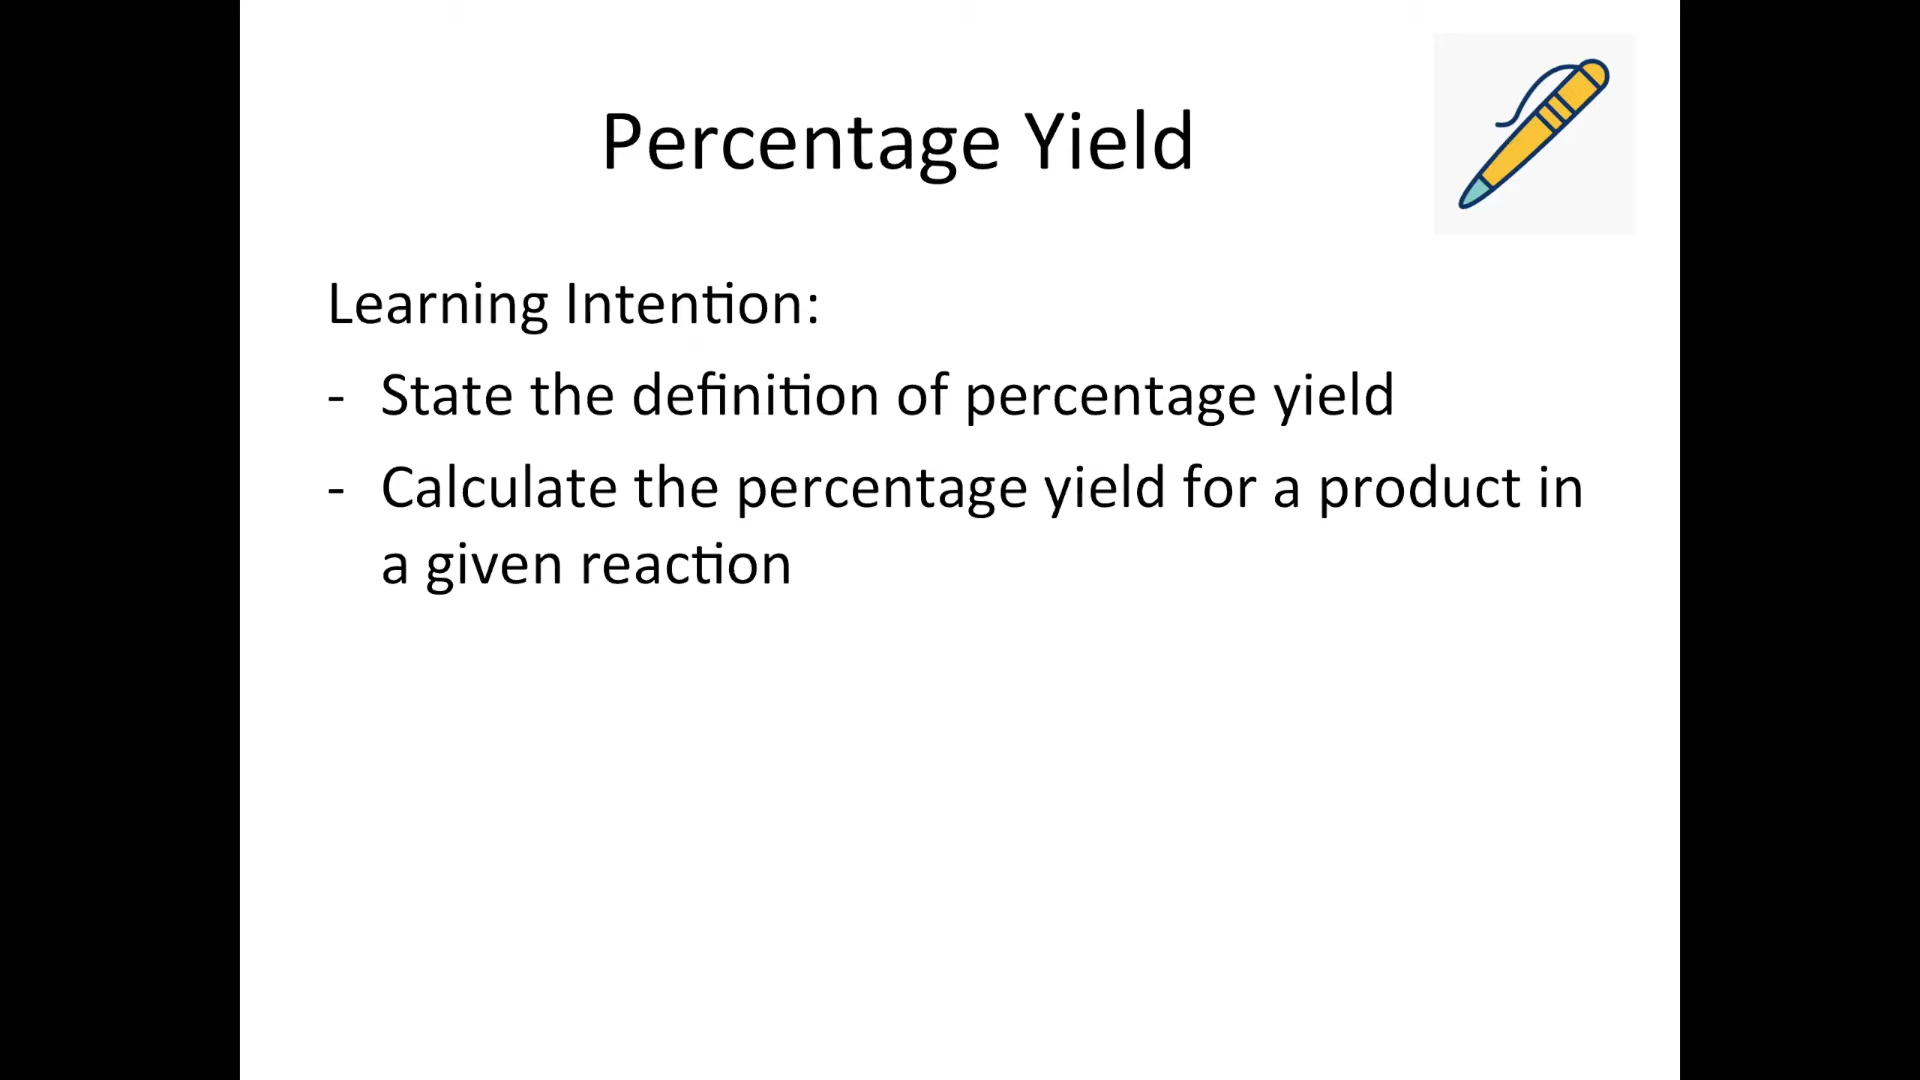 Percentage Yield
Learning Intention:
- State the definition of percentage yield
- Calculate the percentage yield for a product in
a given reaction